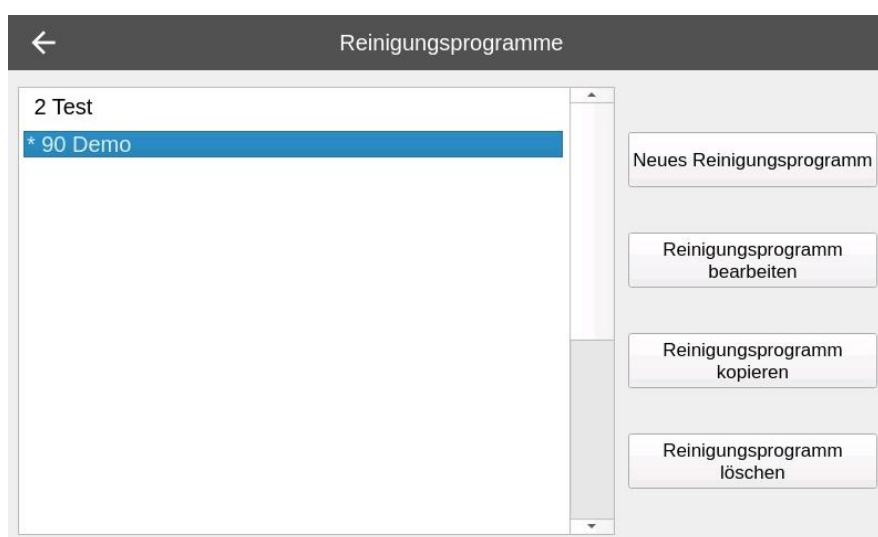 Reinigungsprogramme
2 Test
* 90 Demo
Neues Reinigungsprogramm
Reinigungsprogramm
bearbeiten
Reinigungsprogramm
kopieren
Reinigungsprogramm
löschen